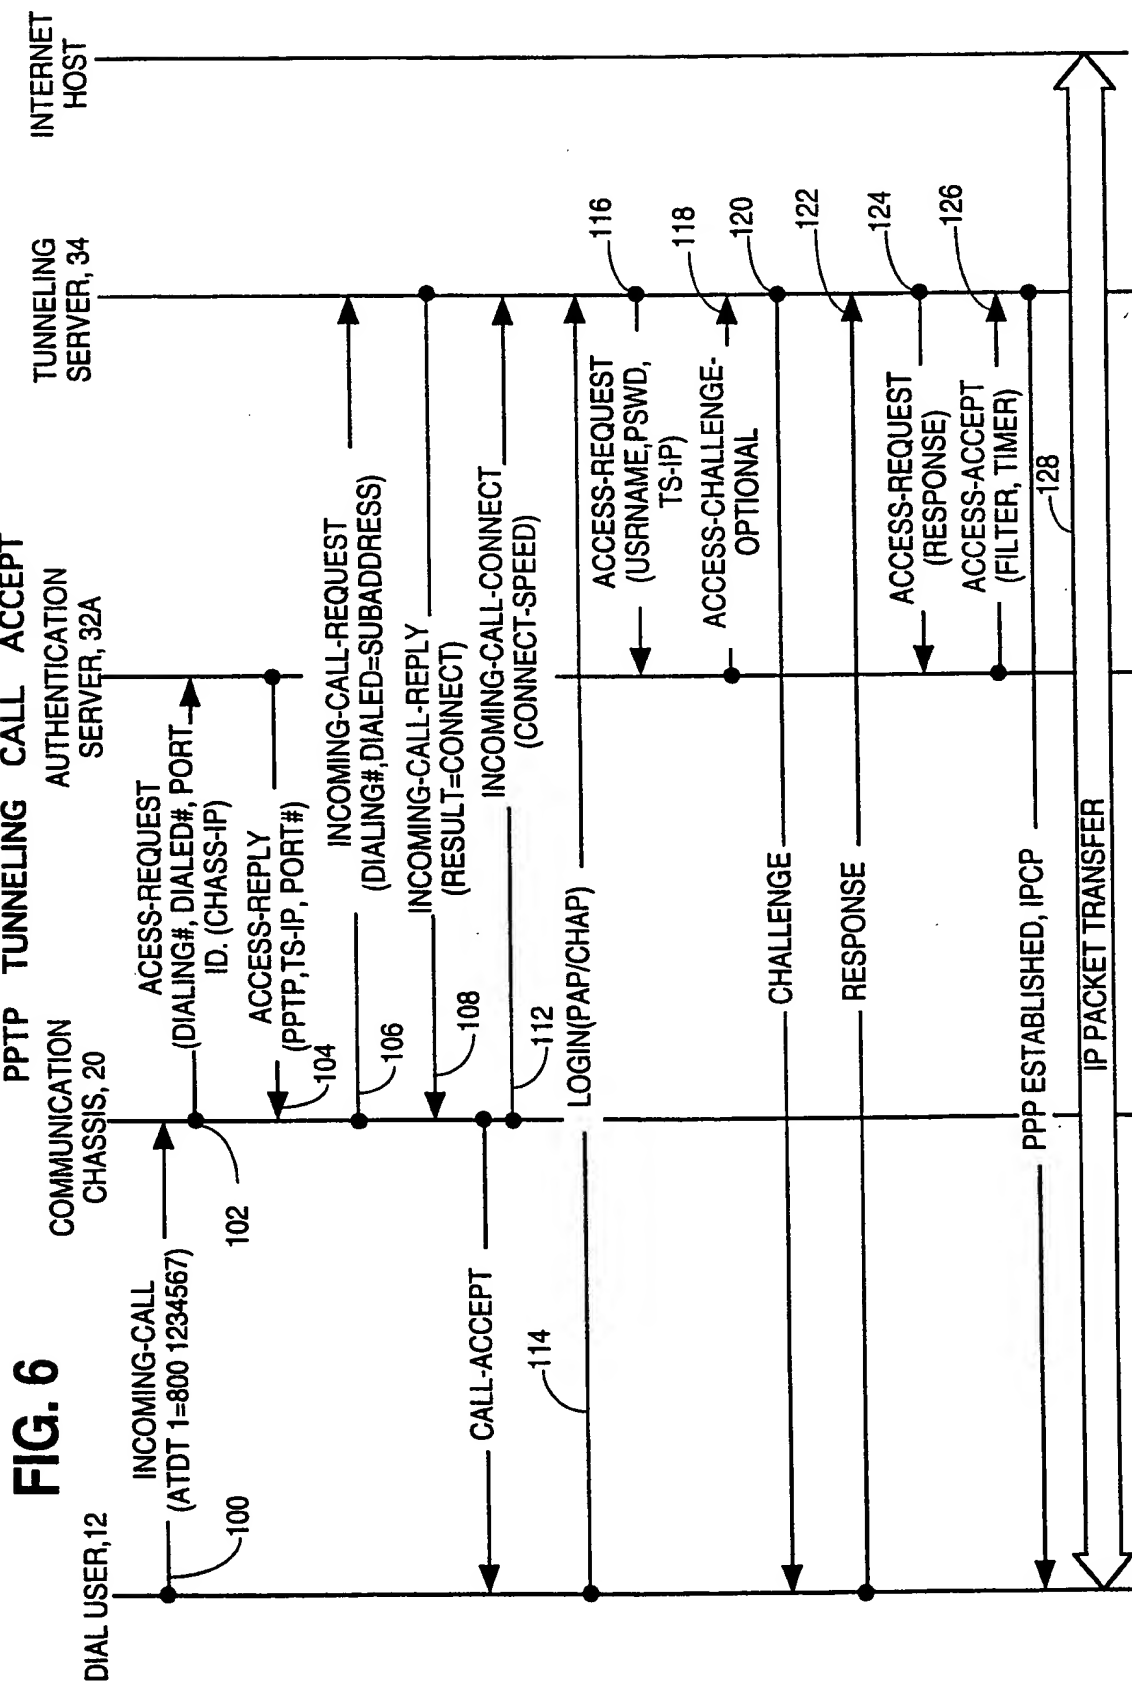 FIG. 6
PPTP TUNNELING CALL ACCEPT
DIAL USER,12
COMMUNICATION
CHASSIS, 20
AUTHENTICATION
SERVER, 32A
TUNNELING
SERVER, 34
INTERNET
HOST
INCOMING-CALL
(ATDT 1=800 1234567)
100
102
ACESS-REQUEST
(DIALING#, DIALED#, PORT
ID. (CHASS-IP)
ACCESS-REPLY
(PPTP,TS-IP, PORT#)
104
INCOMING-CALL-REQUEST
(DIALING#,DIALED=SUBADDRESS)
106
INCOMING-CALL-REPLY
(RESULT=CONNECT)
108
CALL-ACCEPT
INCOMING-CALL-CONNECT
(CONNECT-SPEED)
112
LOGIN(PAP/CHAP)
114
ACCESS-REQUEST
(USRNAME,PSWD,
TS-IP)
116
ACCESS-CHALLENGE-
OPTIONAL
118
CHALLENGE
120
RESPONSE
122
ACCESS-REQUEST
(RESPONSE)
124
ACCESS-ACCEPT
(FILTER, TIMER)
126
PPP ESTABLISHED, IPCP
128
IP PACKET TRANSFER